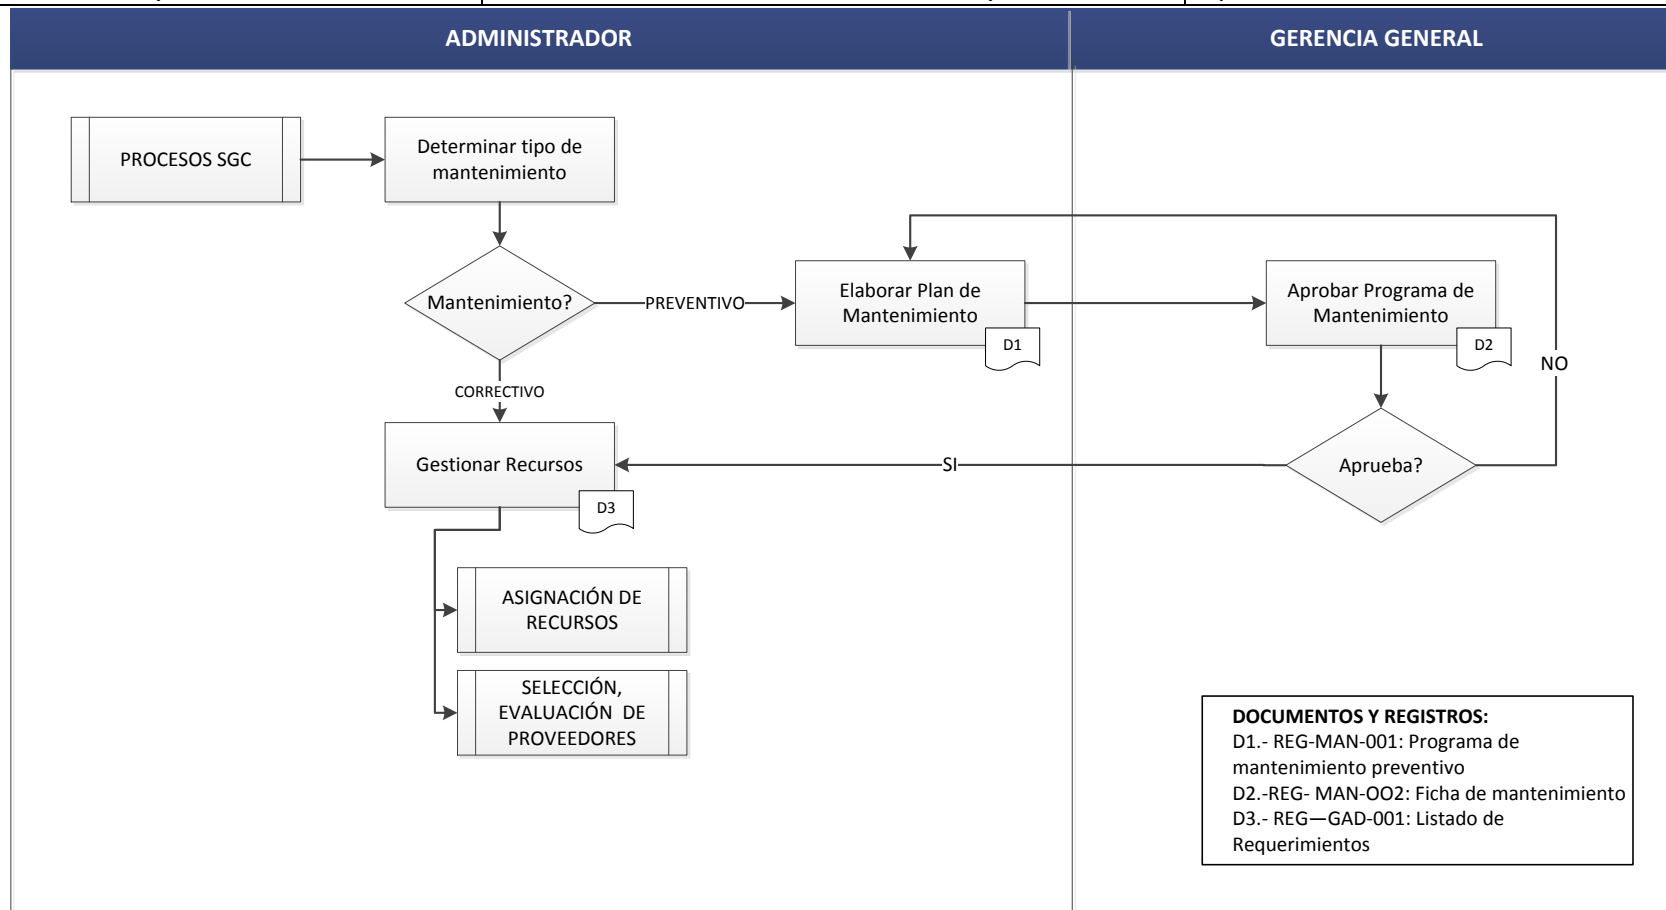 ADMINISTRADOR
GERENCIA GENERAL
PROCESOS SGC
Determinar tipo de
mantenimiento
Mantenimiento?
PREVENTIVO
Elaborar Plan de
Mantenimiento
D1
Aprobar Programa de
Mantenimiento
D2
NO
CORRECTIVO
Gestionar Recursos
D3
SI
Aprueba?
ASIGNACIÓN DE
RECURSOS
SELECCIÓN,
EVALUACIÓN DE
PROVEEDORES
DOCUMENTOS Y REGISTROS:
D1.- REG-MAN-001: Programa de
mantenimiento preventivo
D2.-REG- MAN-OO2: Ficha de mantenimiento
D3.- REG—GAD-001: Listado de
Requerimientos